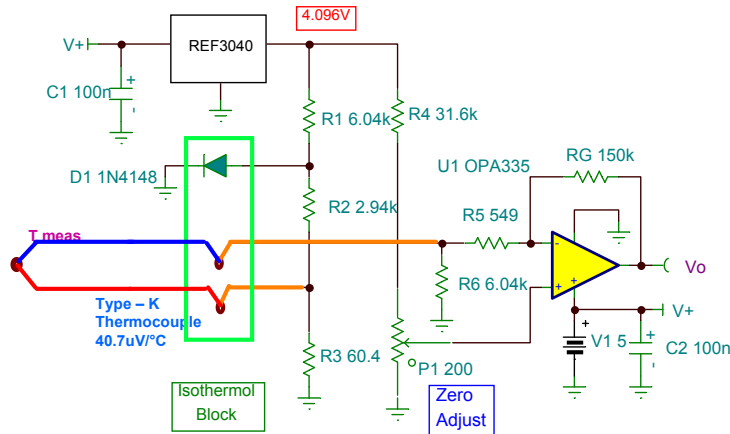 4.096V
V+
REF3040
C1 100n
+
-
R1 6.04k
R4 31.6k
U1 OPA335
RG 150k
D1 1N4148
R2 2.94k
R5 549
T meas
-
+
+
Vo
R6 6.04k
Type – K
Thermocouple
40.7uV/°C
V+
+
V1 5
+
-
C2 100n
R3 60.4
P1 200
Isothermol
Block
Zero
Adjust